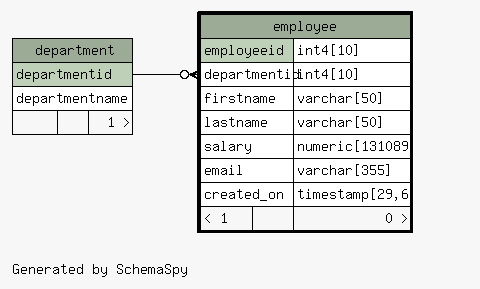 department
departmentid
departmentname
1 >
employee
employeeid int4[10]
departmentid int4[10]
firstname varchar[50]
lastname varchar[50]
salary numeric[131089
email varchar[355]
created_on timestamp[29,6
< 1 0 >
Generated by SchemaSpy